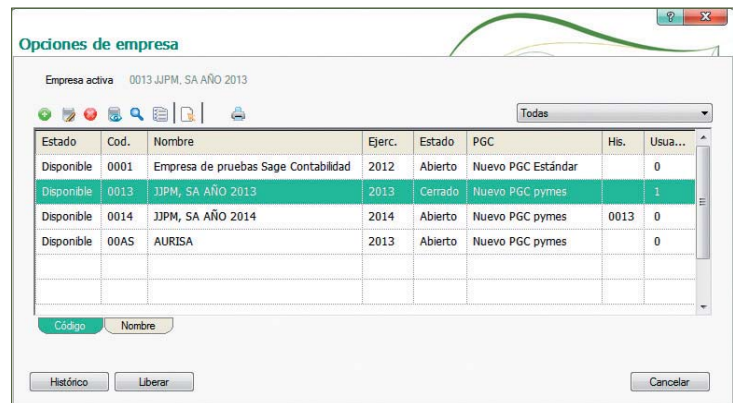 Opciones de empresa
Empresa activa 0013 JJPM, SA AÑO 2013
Todas
Estado Cod. Nombre Ejerc. Estado PGC His. Usua...
Disponible 0001 Empresa de pruebas Sage Contabilidad 2012 Abierto Nuevo PGC Estándar 0
Disponible 0013 JJPM, SA AÑO 2013 2013 Cerrado Nuevo PGC pymes 1
Disponible 0014 JJPM, SA AÑO 2014 2014 Abierto Nuevo PGC pymes 0013 0
Disponible 00AS AURISA 2013 Abierto Nuevo PGC pymes 0
Código Nombre
Histórico Liberar Cancelar